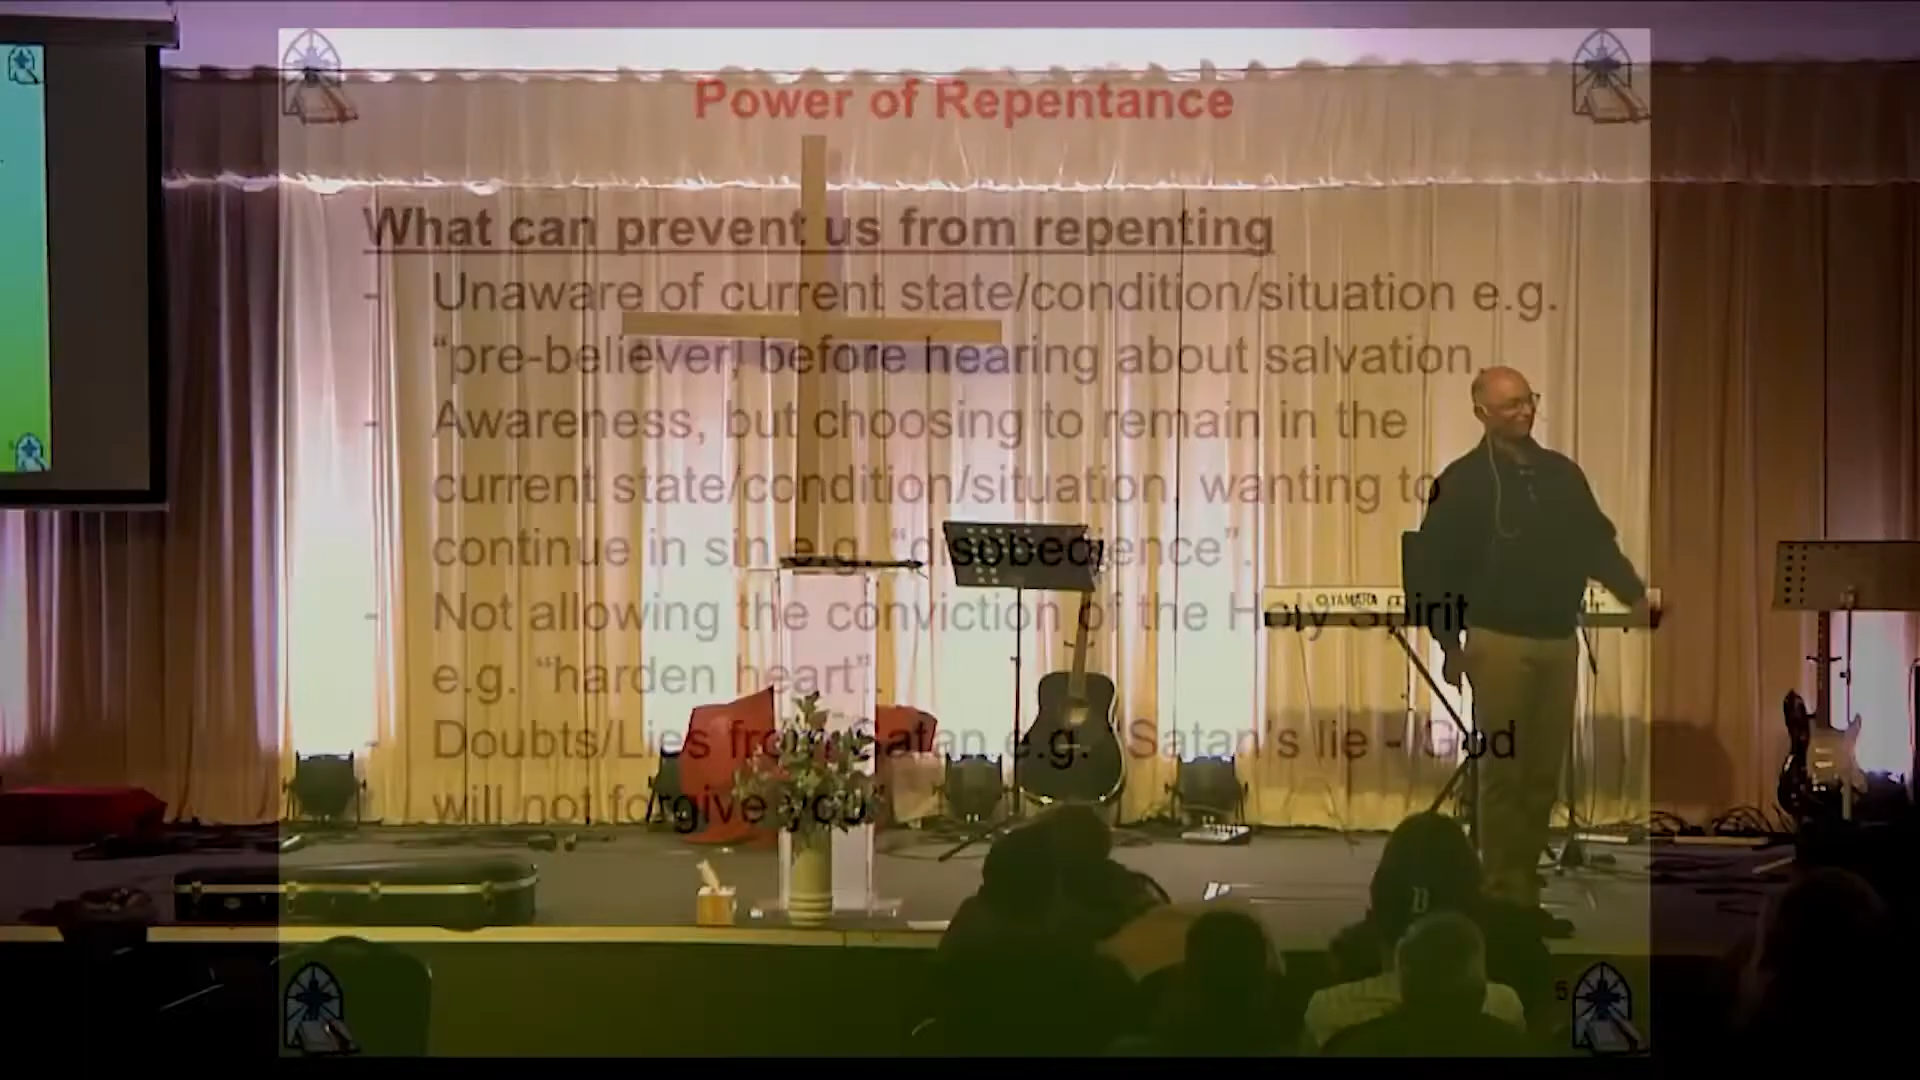 Power of Repentance
What can prevent us from repenting
- Unaware of current state/condition/situation e.g.
"pre-believer, before hearing about salvation.
- Awareness, but choosing to remain in the
current state/condition/situation, wanting to
continue in sin e.g. "disobedience".
- Not allowing the conviction of the Holy Spirit
e.g. "harden heart".
- Doubts/Lies from Satan e.g. "Satan's lie - God
will not forgive you"
YAMAHA
5